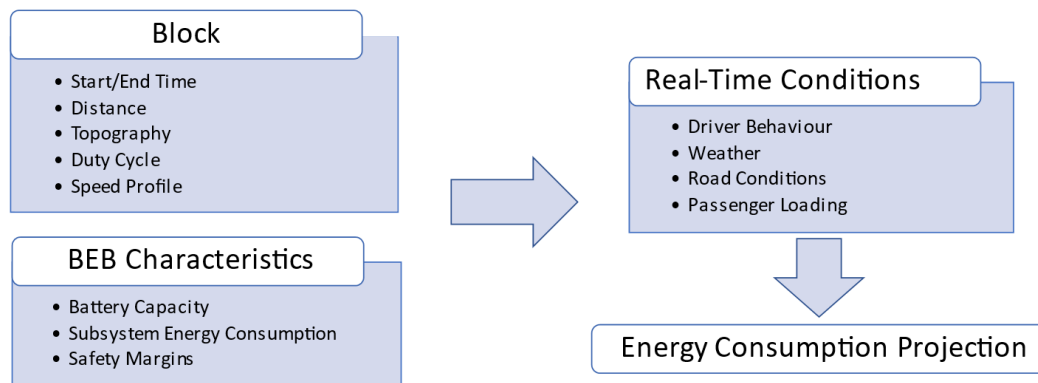 Block
• Start/End Time
• Distance
• Topography
• Duty Cycle
• Speed Profile
BEB Characteristics
• Battery Capacity
• Subsystem Energy Consumption
• Safety Margins
Real-Time Conditions
• Driver Behaviour
• Weather
• Road Conditions
• Passenger Loading
Energy Consumption Projection